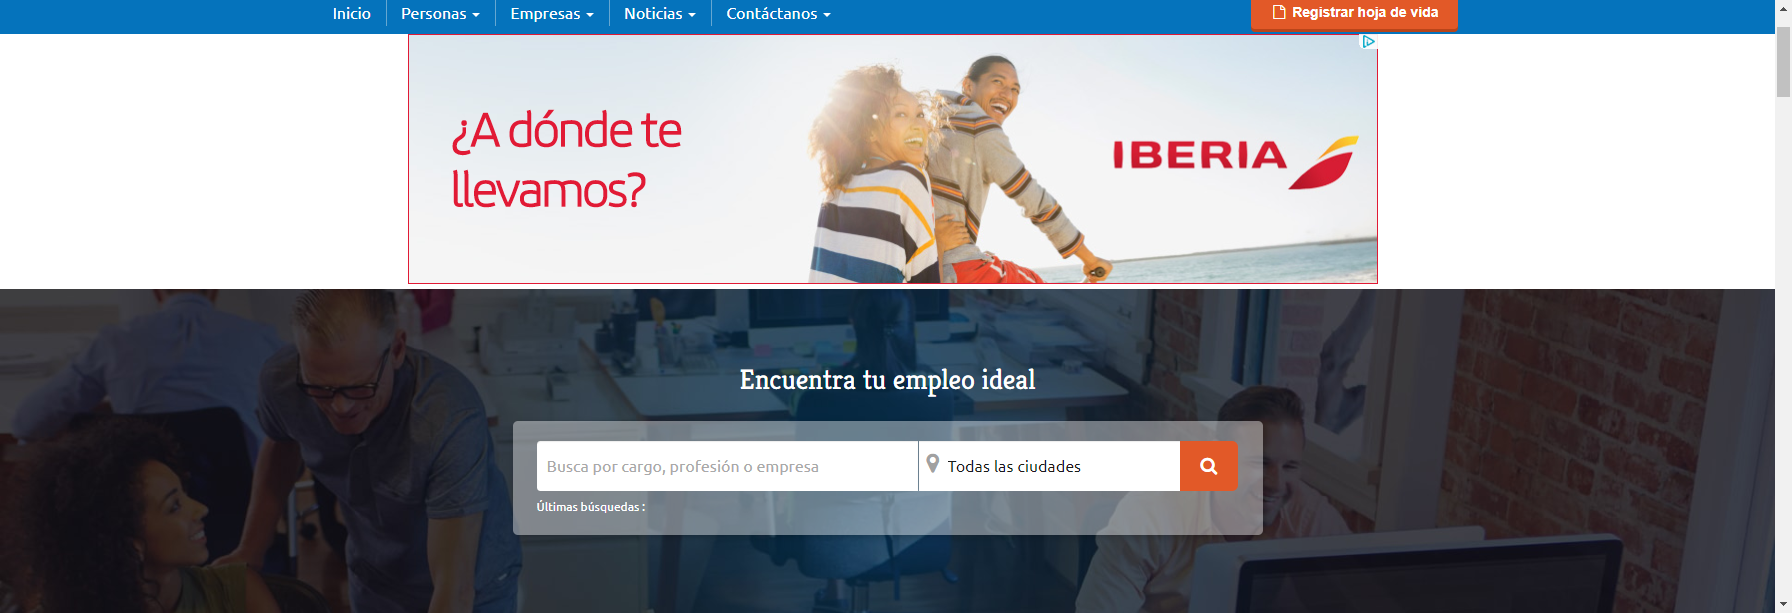 Inicio Personas Empresas Noticias Contáctanos Registrar hoja de vida
¿A dónde te
llevamos?
IBERIA
Encuentra tu empleo ideal
Busca por cargo, profesión o empresa Todas las ciudades
Últimas búsquedas :